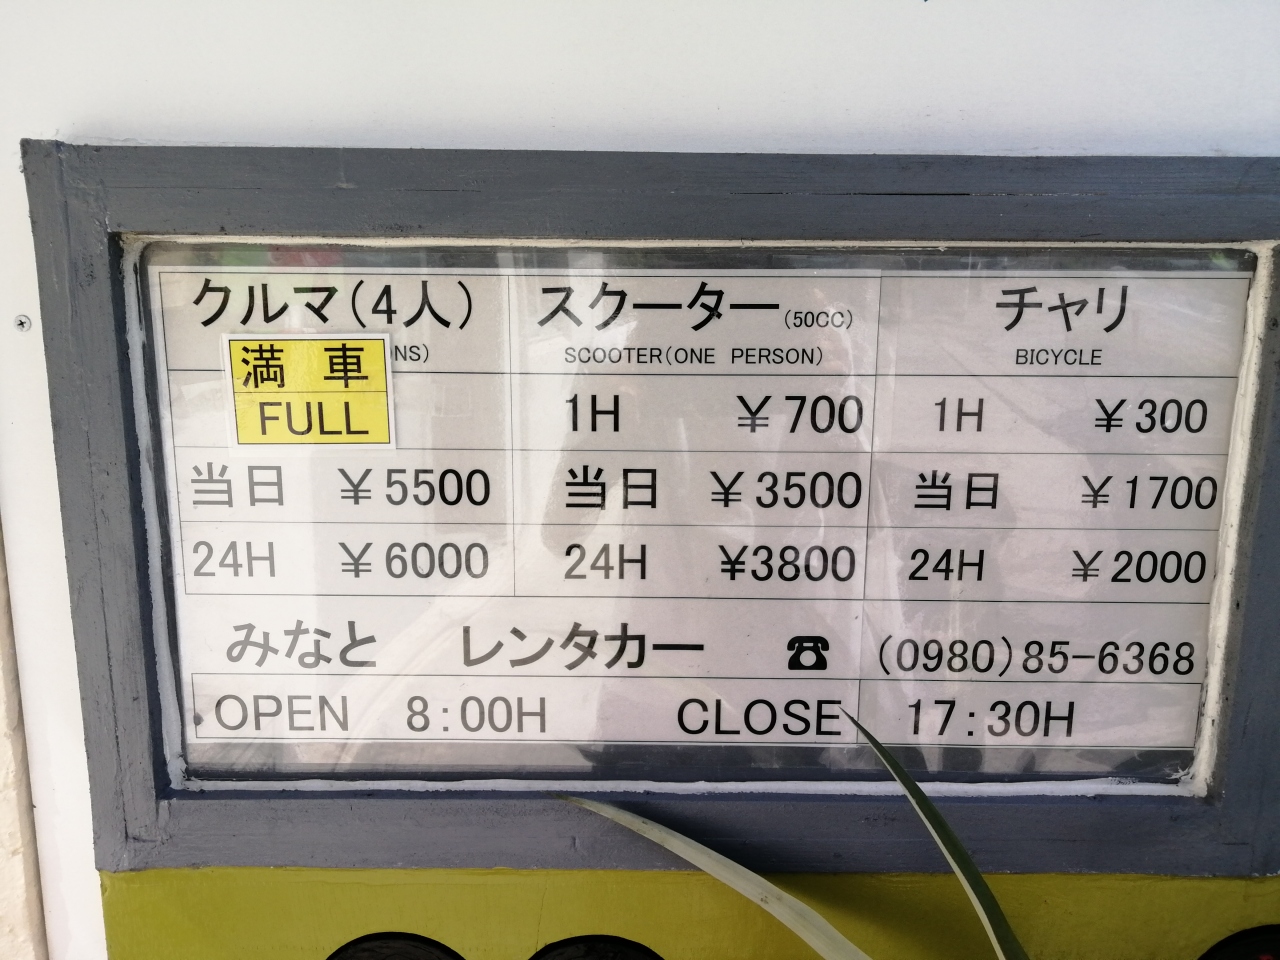 クルマ(4人) スクーター(50CC) チャリ
NS) SCOOTER(ONE PERSON) BICYCLE
満 車
FULL
1H ￥700 1H ￥300
当日 ￥5500 当日 ￥3500 当日 ￥1700
24H ￥6000 24H ¥3800 24H ￥2000
みなと レンタカー ☎ (0980)85-6368
OPEN 8:00H CLOSE 17:30H